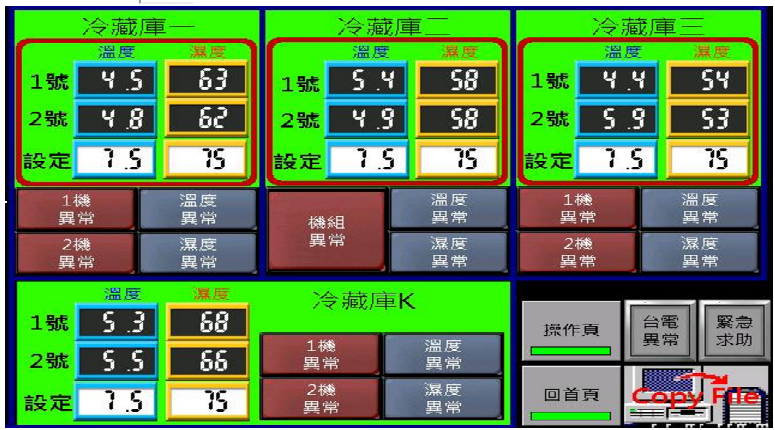 冷藏庫一
溫度 濕度
1號 4.5 63
2號 4.8 62
設定 7.5 75
1機異常 溫度異常
2機異常 濕度異常
冷藏庫二
溫度 濕度
1號 5.4 58
2號 4.9 58
設定 7.5 75
機組異常 溫度異常
濕度異常
冷藏庫三
溫度 濕度
1號 4.4 54
2號 5.9 53
設定 7.5 75
1機異常 溫度異常
2機異常 濕度異常
冷藏庫K
溫度 濕度
1號 5.3 68
2號 5.5 66
設定 7.5 75
1機異常 溫度異常
2機異常 濕度異常
操作頁
台電異常
緊急求助
回首頁
Copy File